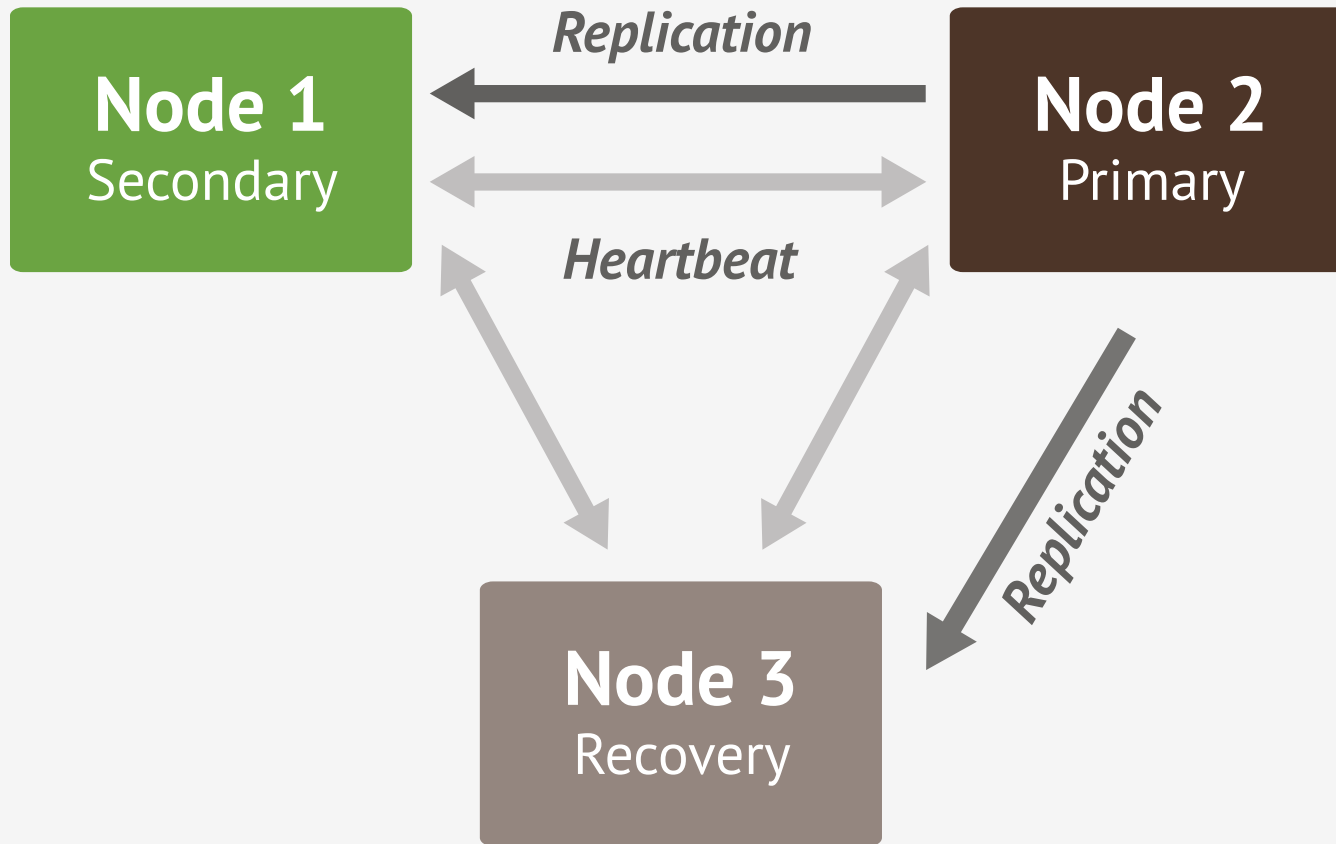 Replication
Node 1
Secondary
Node 2
Primary
Heartbeat
Replication
Node 3
Recovery